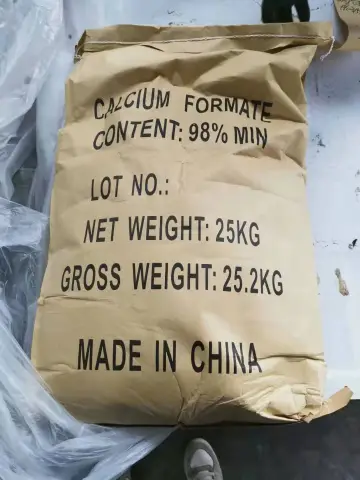 CALCIUM FORMATE
CONTENT: 98% MIN
LOT NO.:
NET WEIGHT: 25KG
GROSS WEIGHT: 25.2KG
MADE IN CHINA